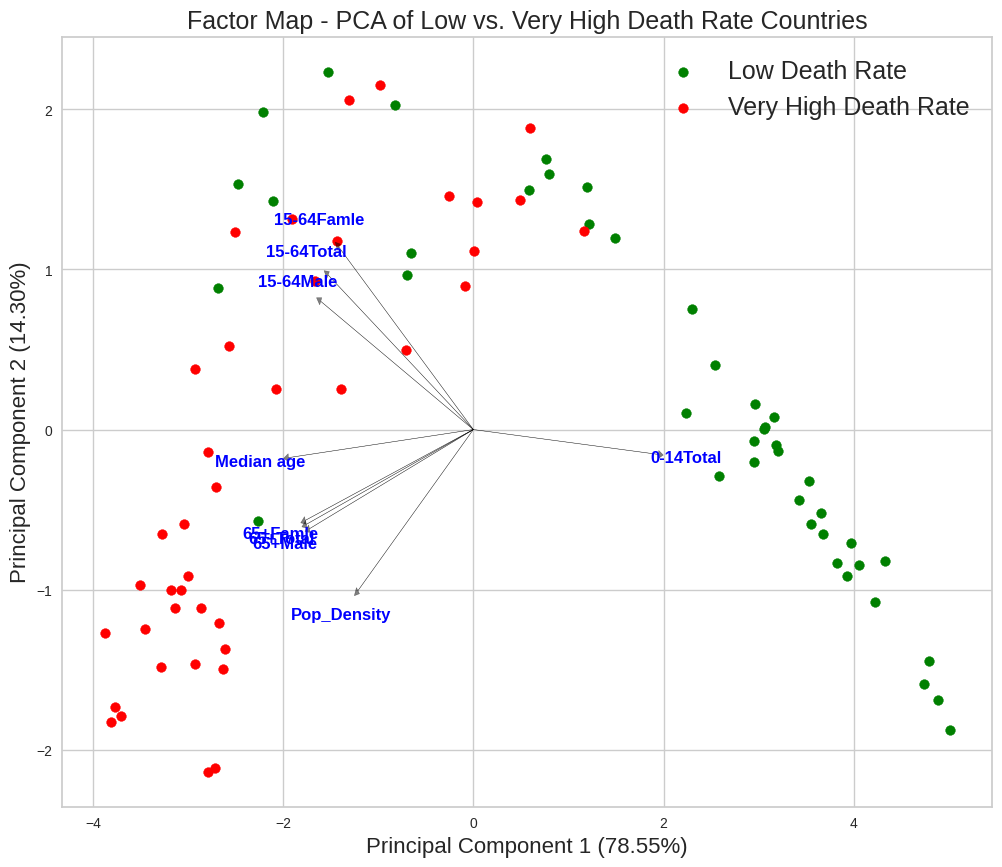 Factor Map - PCA of Low vs. Very High Death Rate Countries
Low Death Rate
Very High Death Rate
2
1
0
−1
−2
Principal Component 2 (14.30%)
15-64Famle
15-64Total
15-64Male
Median age
0-14Total
65+Famle
65+Total
65+Male
Pop_Density
−4
−2
0
2
4
Principal Component 1 (78.55%)